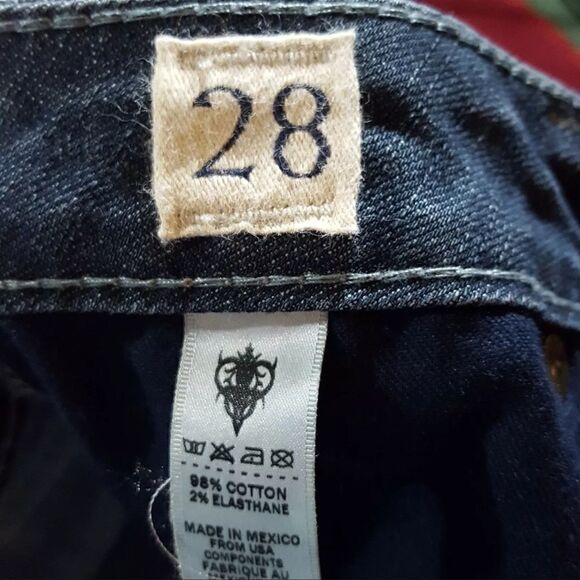 28
98% COTTON
2% ELASTHANE
MADE IN MEXICO
FROM USA
COMPONENTS
FABRIQUE AU